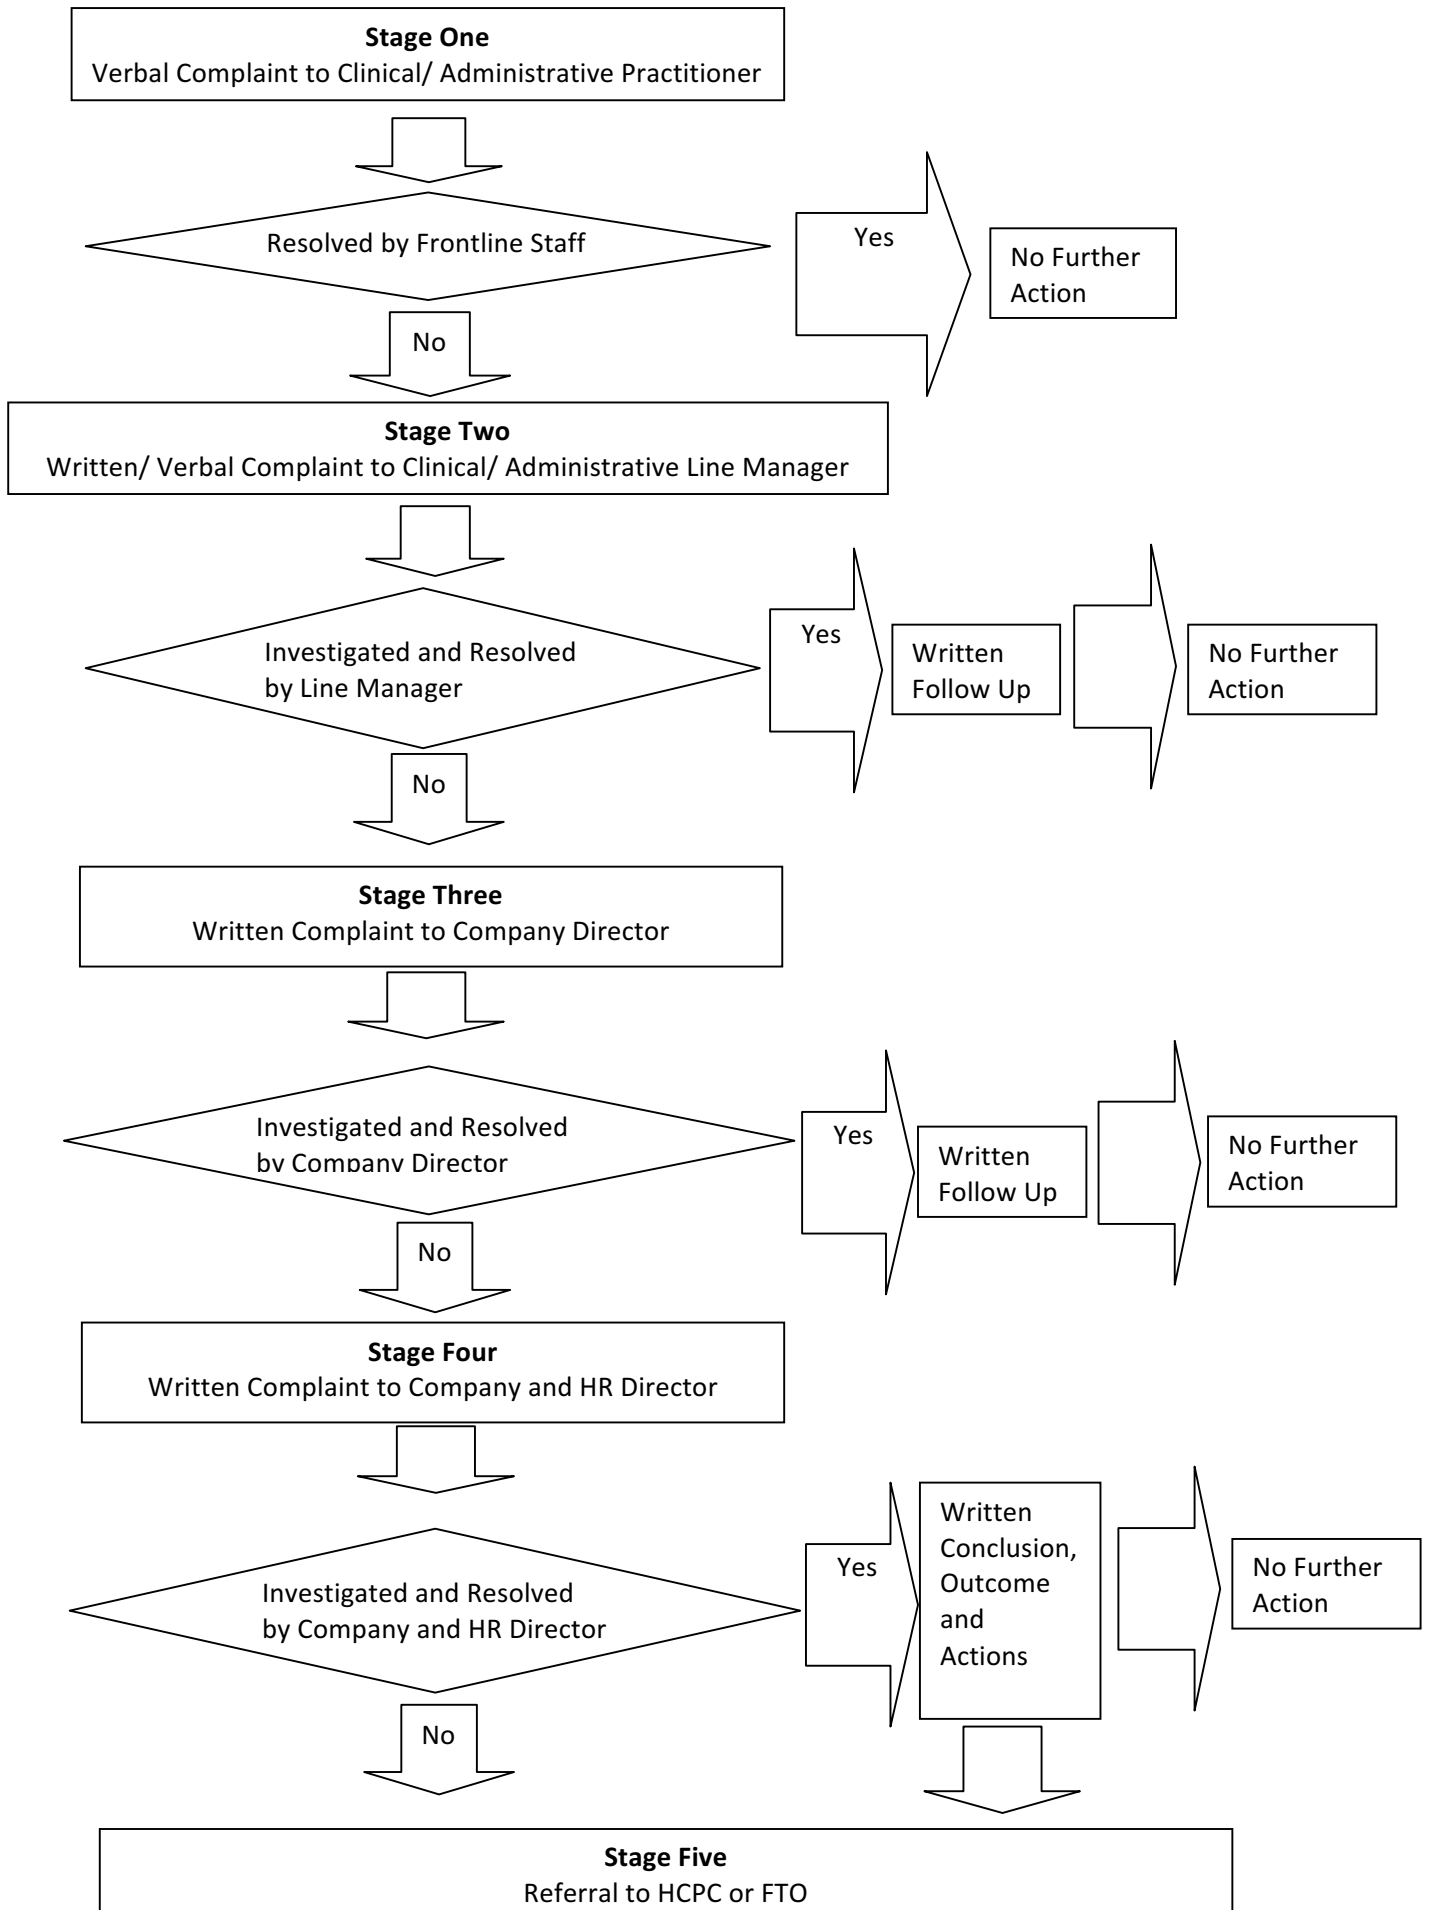 Stage One
Verbal Complaint to Clinical/ Administrative Practitioner
Resolved by Frontline Staff
Yes
No Further
Action
No
Stage Two
Written/ Verbal Complaint to Clinical/ Administrative Line Manager
Investigated and Resolved
by Line Manager
Yes
Written
Follow Up
No Further
Action
No
Stage Three
Written Complaint to Company Director
Investigated and Resolved
by Company Director
Yes
Written
Follow Up
No Further
Action
No
Stage Four
Written Complaint to Company and HR Director
Investigated and Resolved
by Company and HR Director
Yes
Written
Conclusion,
Outcome
and
Actions
No Further
Action
No
Stage Five
Referral to HCPC or FTO